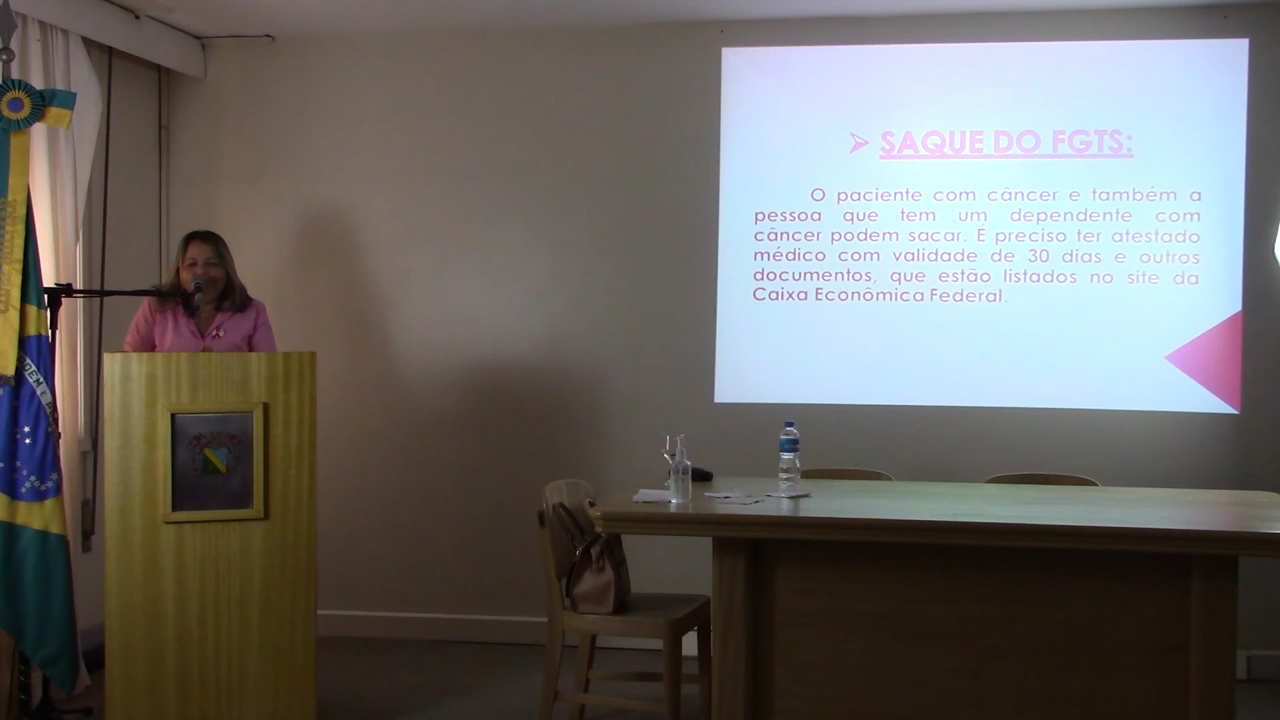 ➢ SAQUE DO FGTS:
O paciente com câncer e também a
pessoa que tem um dependente com
câncer podem sacar. É preciso ter atestado
médico com validade de 30 dias e outros
documentos, que estão listados no site da
Caixa Econômica Federal.